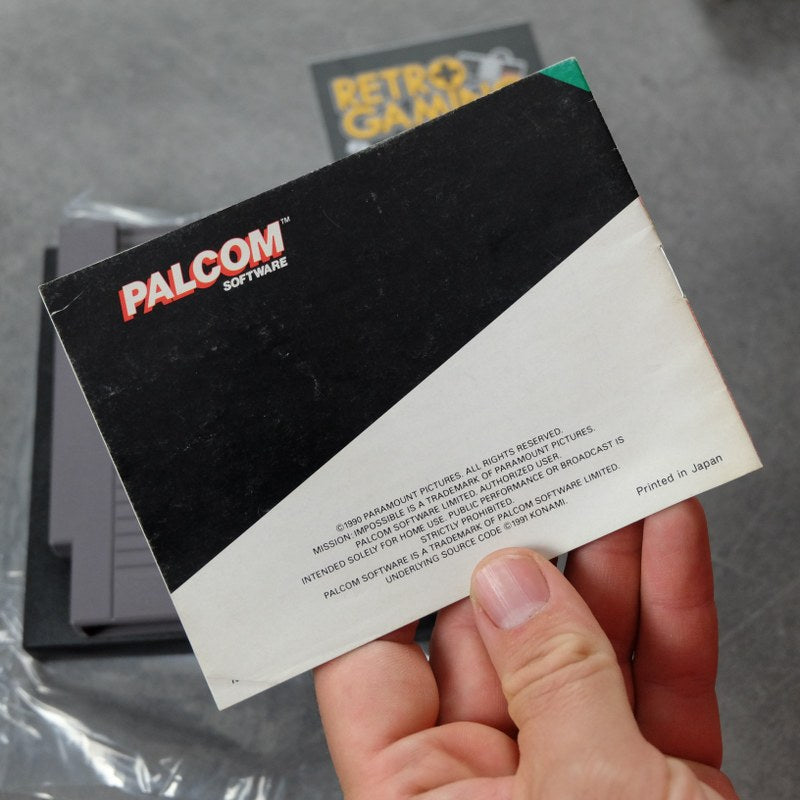 RETRO
GAMING
PALCOM™
SOFTWARE
©1990 PARAMOUNT PICTURES. ALL RIGHTS RESERVED.
MISSION: IMPOSSIBLE IS A TRADEMARK OF PARAMOUNT PICTURES.
PALCOM SOFTWARE LIMITED. AUTHORIZED USER.
INTENDED SOLELY FOR HOME USE. PUBLIC PERFORMANCE OR BROADCAST IS
STRICTLY PROHIBITED.
PALCOM SOFTWARE IS A TRADEMARK OF PALCOM SOFTWARE LIMITED.
UNDERLYING SOURCE CODE ©1991 KONAMI.
Printed in Japan